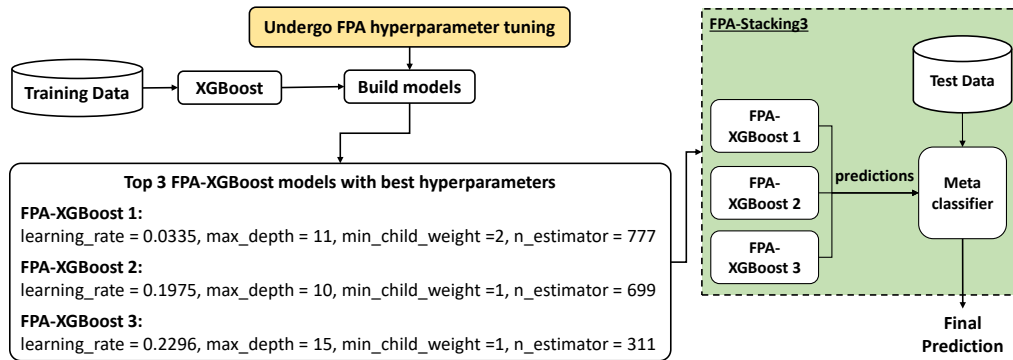 Undergo FPA hyperparameter tuning
Training Data
XGBoost
Build models
Top 3 FPA-XGBoost models with best hyperparameters
FPA-XGBoost 1:
learning_rate = 0.0335, max_depth = 11, min_child_weight =2, n_estimator = 777
FPA-XGBoost 2:
learning_rate = 0.1975, max_depth = 10, min_child_weight =1, n_estimator = 699
FPA-XGBoost 3:
learning_rate = 0.2296, max_depth = 15, min_child_weight =1, n_estimator = 311
FPA-Stacking3
Test Data
FPA-
XGBoost 1
FPA-
XGBoost 2
FPA-
XGBoost 3
predictions
Meta
classifier
Final
Prediction